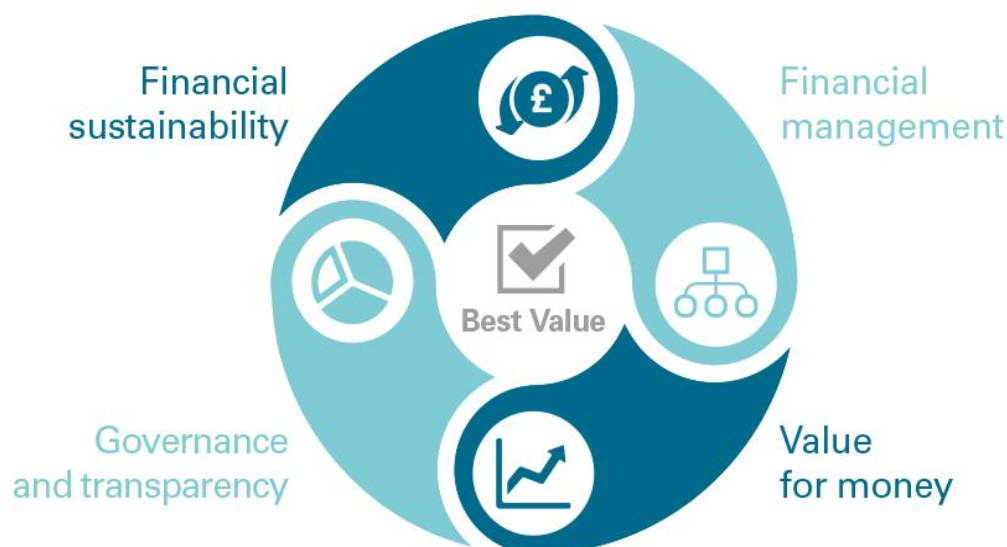 Financial
sustainability
£
Financial
management
Best Value
Governance
and transparency
Value
for money